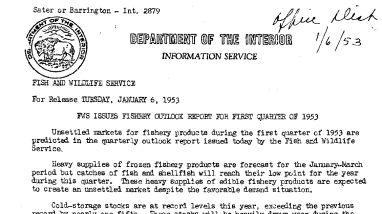 Sater or Barrington - Int. 2879
Office Disk
1/6/53
DEPARTMENT OF THE INTERIOR
INFORMATION SERVICE
FISH AND WILDLIFE SERVICE
For Release TUESDAY, JANUARY 6, 1953
FWS ISSUES FISHERY OUTLOOK REPORT FOR FIRST QUARTER OF 1953
Unsettled markets for fishery products during the first quarter of 1953 are
predicted in the quarterly outlook report issued today by the Fish and Wildlife
Service.
Heavy supplies of frozen fishery products are forecast for the January-March
period but catches of fish and shellfish will reach their low point for the year
during this quarter. These heavy supplies of edible fishery products are expected
to create an unsettled market despite the favorable demand situation.
Cold-storage stocks are at record levels this year, exceeding the previous